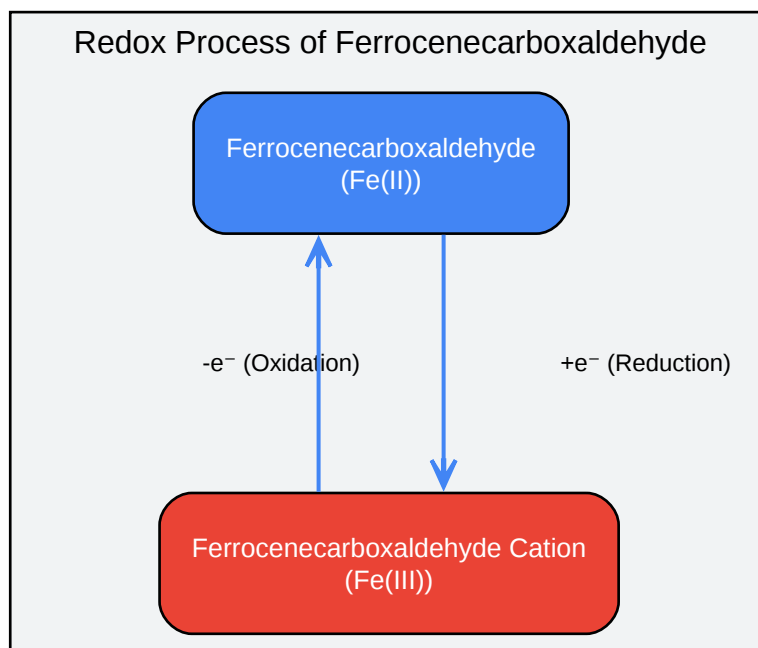 Redox Process of Ferrocenecarboxaldehyde
Ferrocenecarboxaldehyde
(Fe(II))
-e⁻ (Oxidation)
+e⁻ (Reduction)
Ferrocenecarboxaldehyde Cation
(Fe(III))